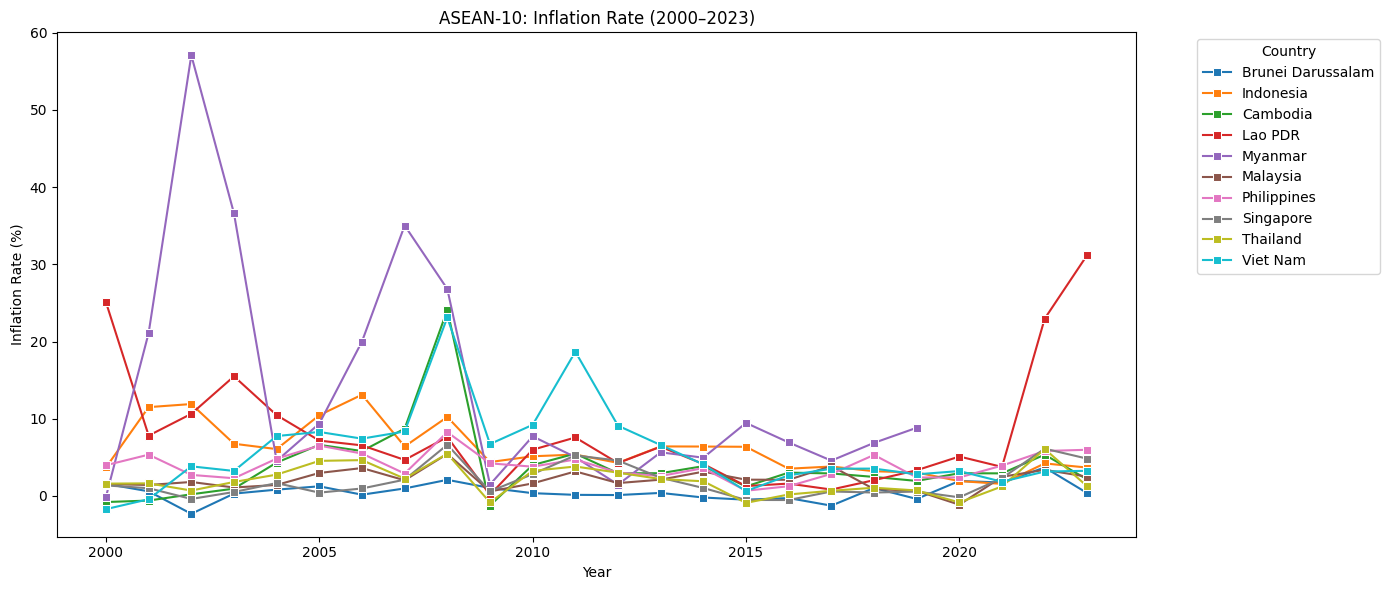 ASEAN-10: Inflation Rate (2000–2023)
Inflation Rate (%)
60
50
40
30
20
10
0
2000
2005
2010
2015
2020
Year
Country
Brunei Darussalam
Indonesia
Cambodia
Lao PDR
Myanmar
Malaysia
Philippines
Singapore
Thailand
Viet Nam